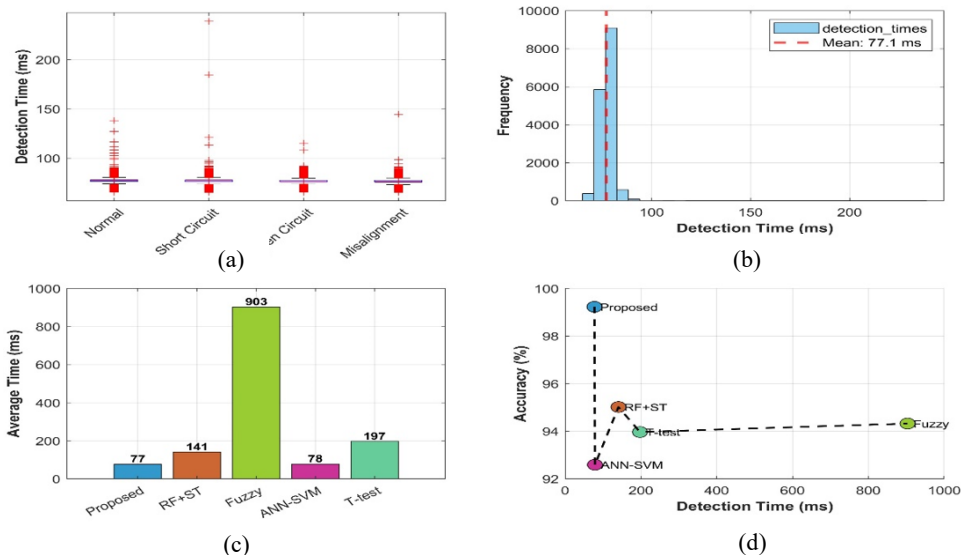 Detection Time (ms)
200
150
100
Normal
Short Circuit
en Circuit
Misalignment
(a)
Frequency
10000
8000
6000
4000
2000
0
100
150
200
Detection Time (ms)
detection_times
Mean: 77.1 ms
(b)
Average Time (ms)
1000
800
600
400
200
0
77
141
903
78
197
Proposed
RF+ST
Fuzzy
ANN-SVM
T-test
(c)
Accuracy (%)
100
98
96
94
92
Proposed
RF+ST
T-test
Fuzzy
ANN-SVM
0
200
400
600
800
1000
Detection Time (ms)
(d)